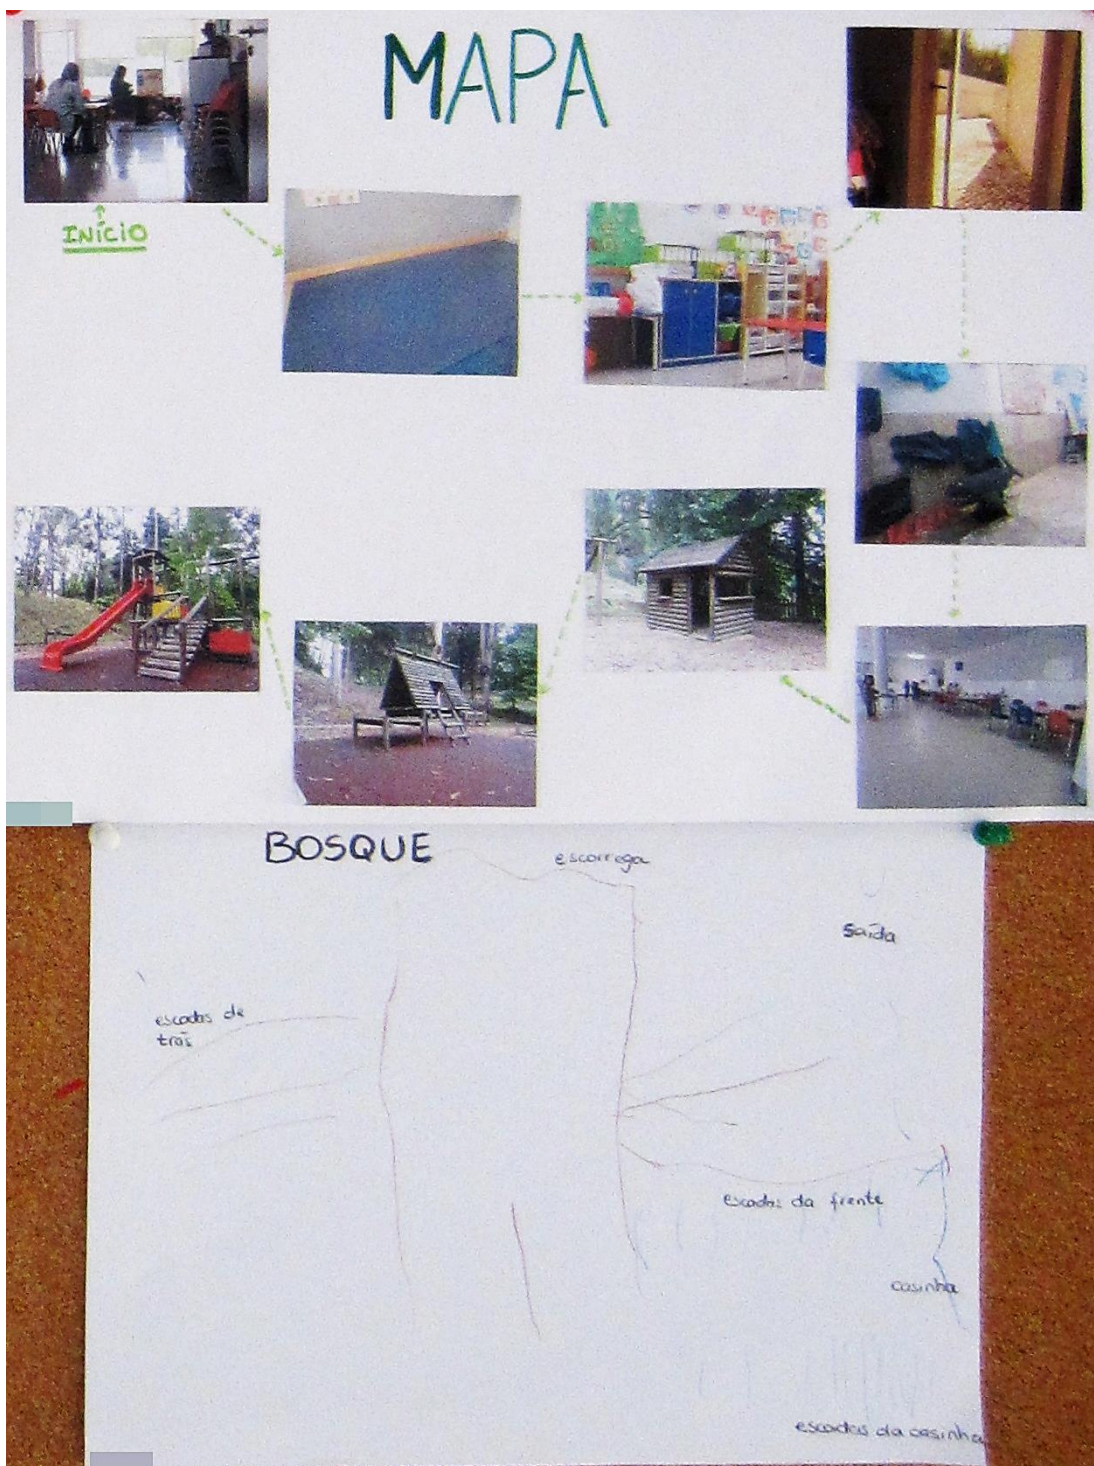 MAPA
INÍCIO
BOSQUE
escorrega
saída
escadas de
trás
escadas da frente
casinha
escadas da casinha